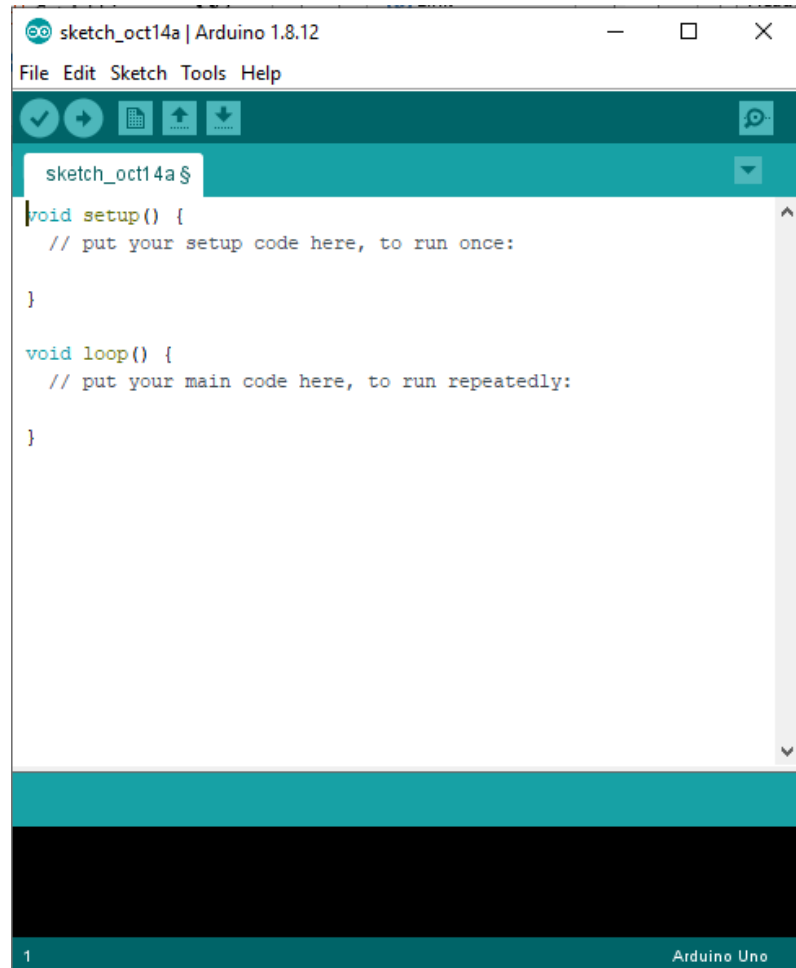 sketch_oct14a | Arduino 1.8.12
File Edit Sketch Tools Help
sketch_oct14a §
void setup() {
  // put your setup code here, to run once:
}
void loop() {
  // put your main code here, to run repeatedly:
}
1 Arduino Uno